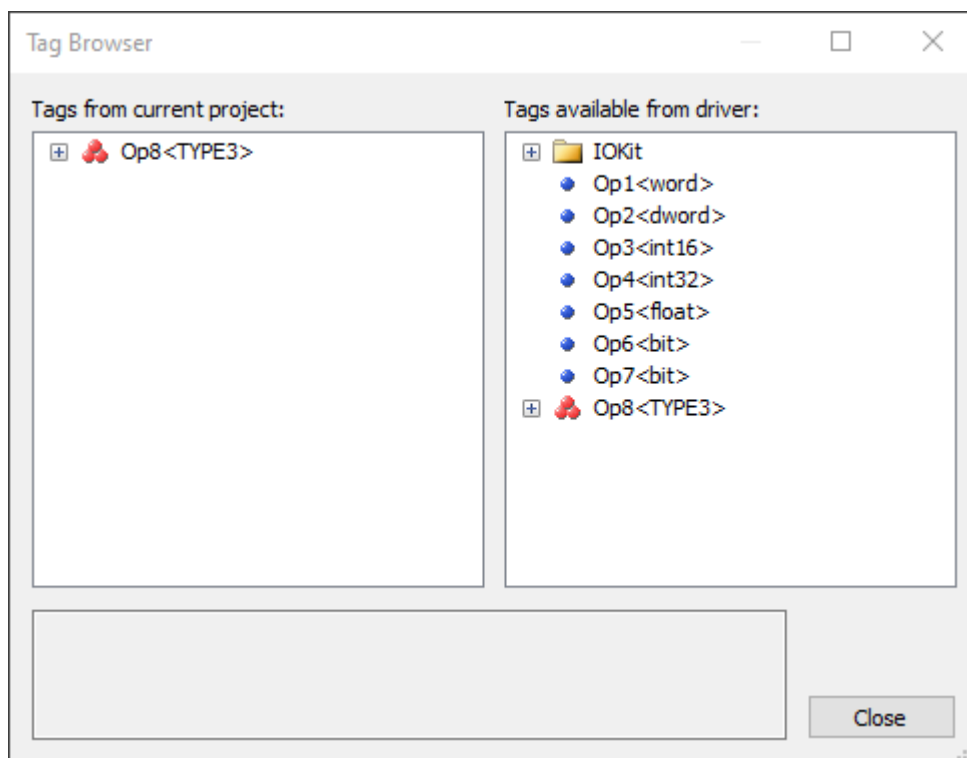 Tag Browser
Tags from current project:
Op8<TYPE3>
Tags available from driver:
IOKit
Op1<word>
Op2<dword>
Op3<int16>
Op4<int32>
Op5<float>
Op6<bit>
Op7<bit>
Op8<TYPE3>
Close